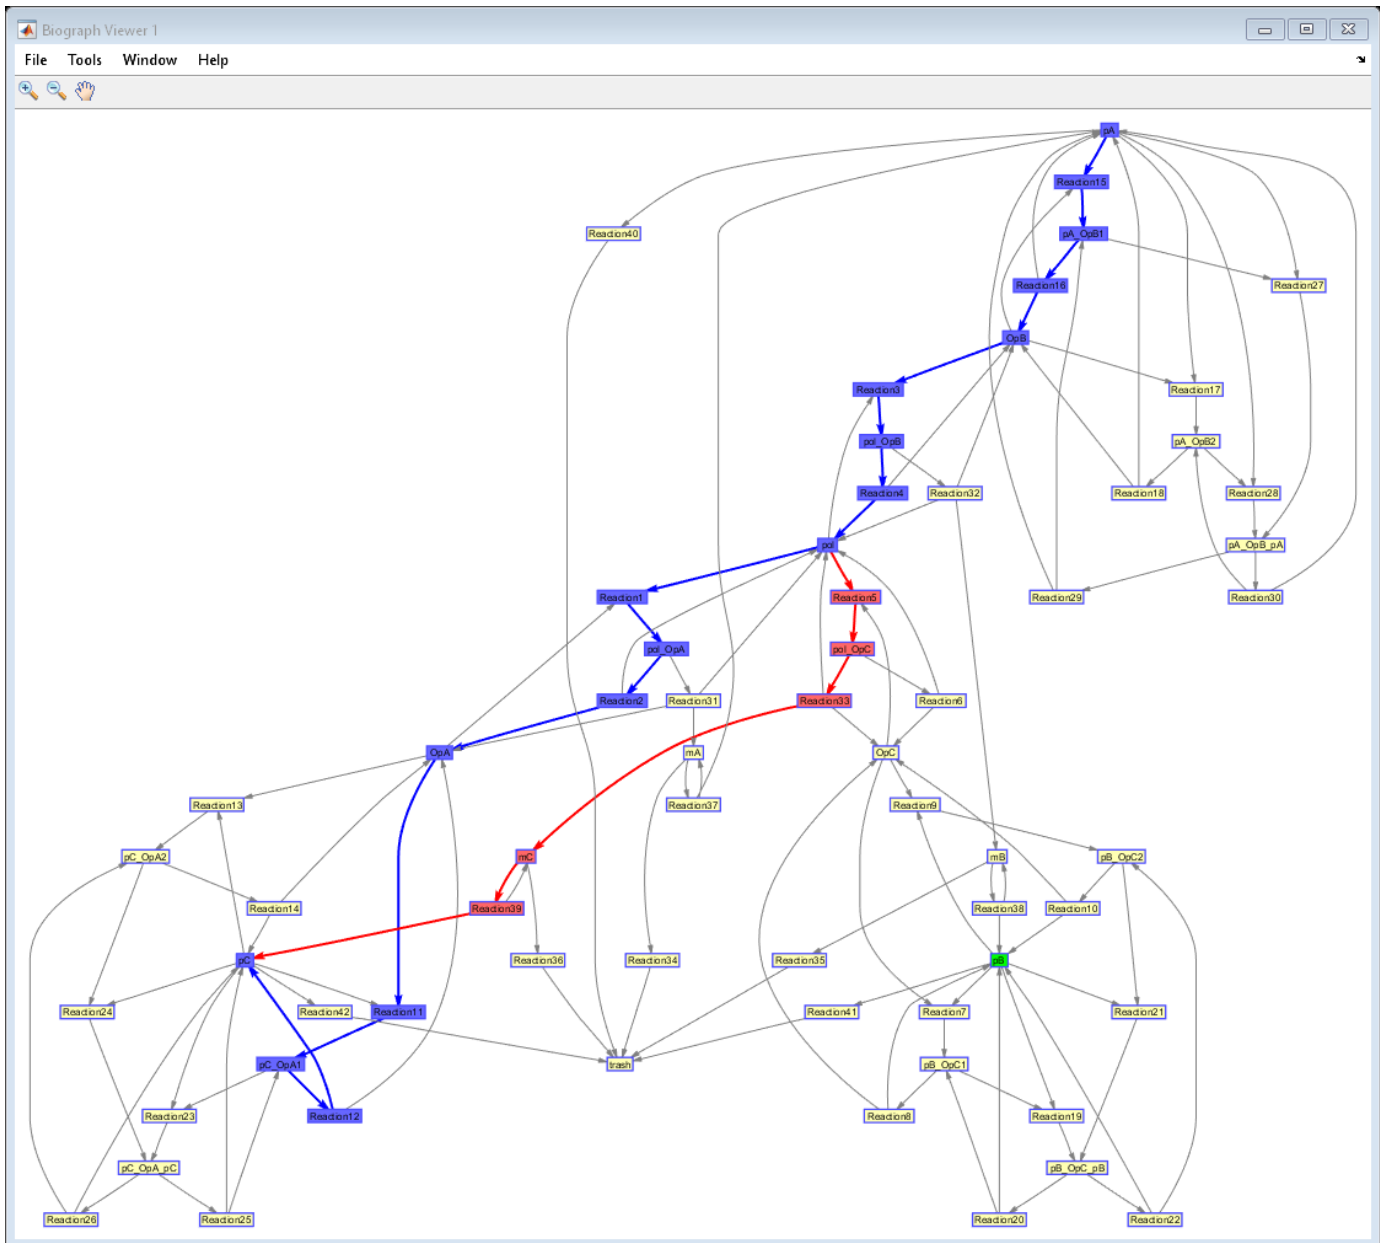 Biograph Viewer 1
File Tools Window Help
pA
Reaction15
Reaction40
pA_OpB1
Reaction16
Reaction27
OpB
Reaction3
Reaction17
pol_OpB
pA_OpB2
Reaction4
Reaction32
Reaction18
Reaction28
pol
pA_OpB_pA
Reaction1
Reaction5
Reaction29
Reaction30
pol_OpA
pol_OpC
Reaction2
Reaction31
Reaction33
Reaction6
OpA
mA
OpC
Reaction13
Reaction37
Reaction9
pC_OpA2
mC
mB
pB_OpC2
Reaction14
Reaction39
Reaction38
Reaction10
pC
Reaction36
Reaction34
Reaction35
pB
Reaction24
Reaction42
Reaction11
Reaction41
Reaction7
Reaction21
pC_OpA1
trash
pB_OpC1
Reaction23
Reaction12
Reaction8
Reaction19
pC_OpA_pC
pB_OpC_pB
Reaction26
Reaction25
Reaction20
Reaction22